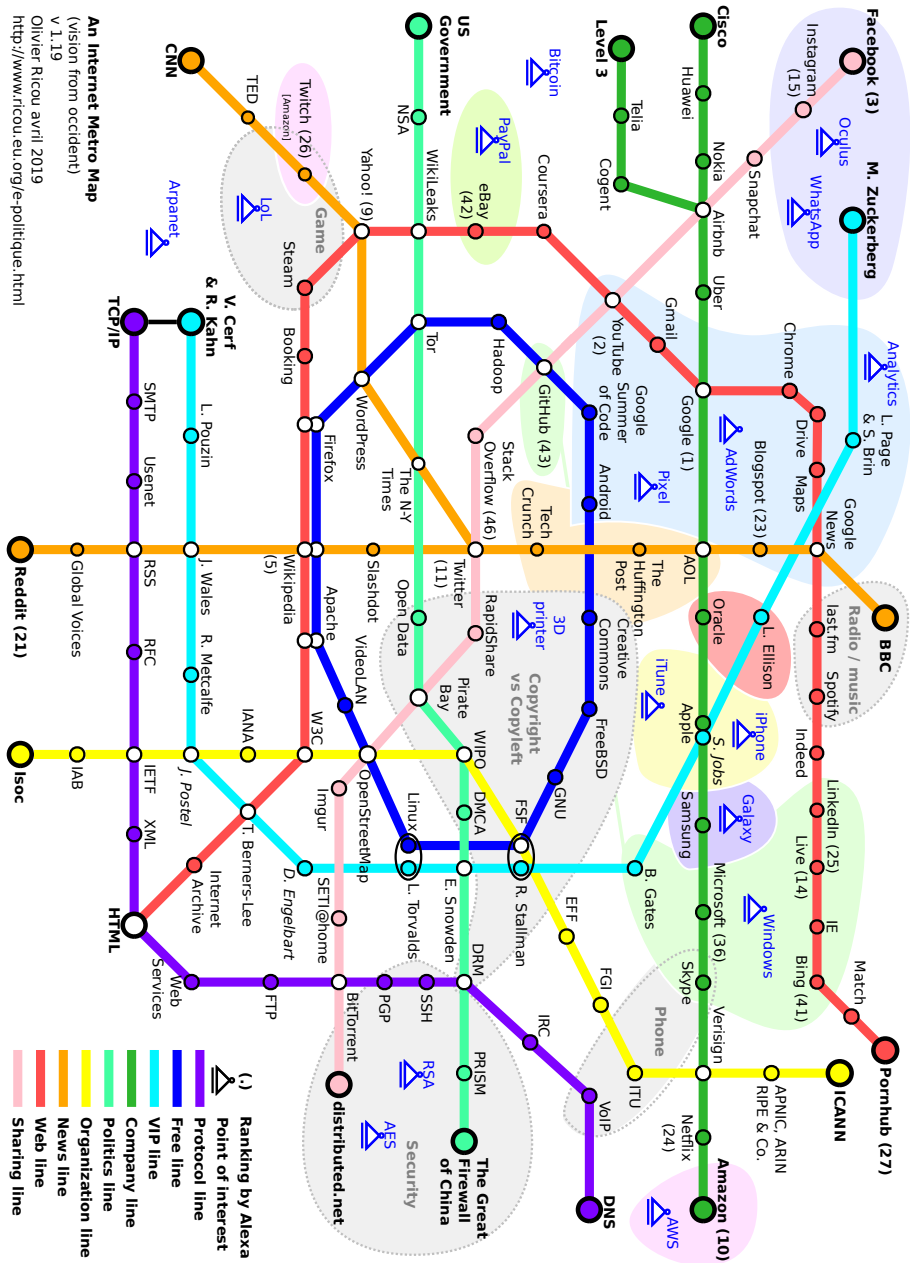 Facebook (3)
Instagram
(15)
Snapchat
Oculus
WhatsApp
M. Zuckerberg
Analytics
L. Page
& S. Brin
BBC
Radio / music
Match
Pornhub (27)
ICANN
Chrome
Drive
Maps
Google
News
last.fm
Spotify
Indeed
LinkedIn (25)
Live (14)
IE
Bing (41)
Blogspot (23)
L. Ellison
iPhone
Galaxy
Windows
APNIC, ARIN
RIPE & Co.
Cisco
Huawei
Nokia
Airbnb
Uber
Google (1)
AdWords
AOL
Oracle
Apple
S. Jobs
Samsung
Microsoft (36)
Skype
Verisign
Netflix
(24)
Amazon (10)
AWS
Level 3
Telia
Cogent
Gmail
YouTube
(2)
Pixel
The
Huffington
Post
iTune
B. Gates
Phone
ITU
Google
Summer
of Code
Android
Creative
Commons
FreeBSD
VoIP
DNS
Bitcoin
Coursera
GitHub (43)
Tech
Crunch
3D
printer
Copyright
vs Copyleft
GNU
FSF
R. Stallman
EFF
FGI
IRC
PayPal
eBay
(42)
Hadoop
Stack
Overflow (46)
Twitter
(11)
RapidShare
WIPO
DMCA
E. Snowden
DRM
PRISM
The Great
Firewall
of China
US
Government
NSA
WikiLeaks
Tor
The N-Y
Times
Open Data
Pirate
Bay
Linux
L. Torvalds
SSH
RSA
Security
Yahoo! (9)
WordPress
Slashdot
VideoLAN
OpenStreetMap
PGP
AES
Twitch (26)
[Amazon]
Game
Steam
Booking
Firefox
Wikipedia
(5)
Apache
W3C
Imgur
SETI@home
BitTorrent
distributed.net
CNN
TED
LoL
Arpanet
IANA
T. Berners-Lee
D. Engelbart
FTP
V. Cerf
& R. Kahn
L. Pouzin
J. Wales
R. Metcalfe
J. Postel
Internet
Archive
Web
Services
TCP/IP
SMTP
Usenet
RSS
RFC
IETF
XML
HTML
Global Voices
IAB
Reddit (21)
Isoc
An Internet Metro Map
(vision from occident)
v 1.19
Olivier Ricou avril 2019
http://www.ricou.eu.org/e-politique.html
(.) Ranking by Alexa
Point of interest
Protocol line
Free line
VIP line
Company line
Politics line
Organization line
News line
Web line
Sharing line